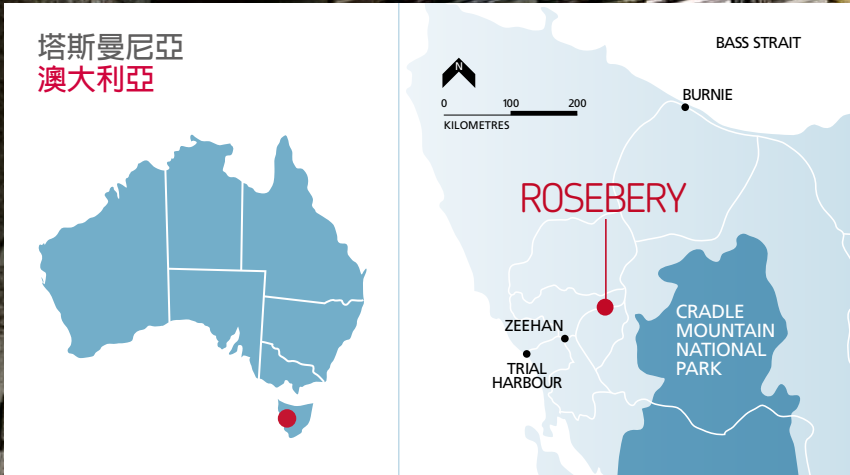 塔斯曼尼亞
澳大利亞
BASS STRAIT
N
0 100 200
KILOMETRES
BURNIE
ROSEBERY
CRADLE
MOUNTAIN
NATIONAL
PARK
ZEEHAN
TRIAL
HARBOUR